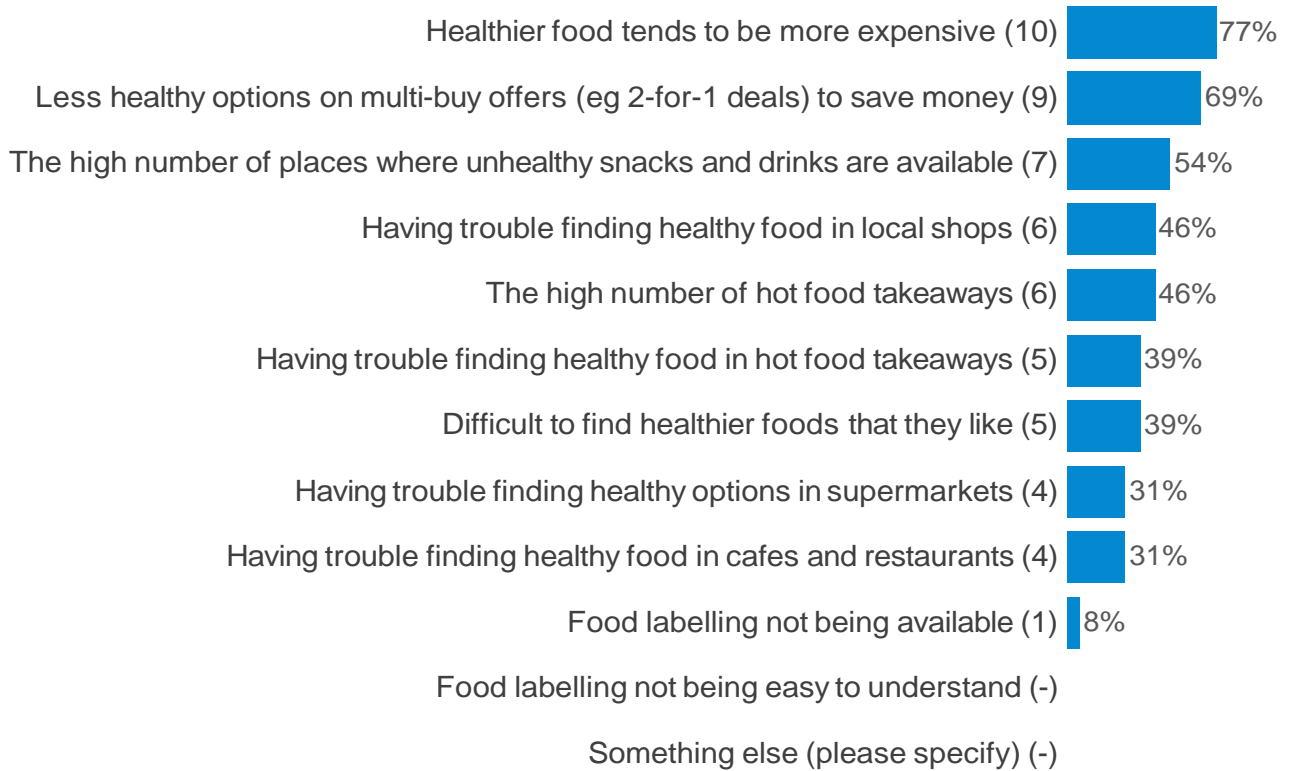 Healthier food tends to be more expensive (10) 77%
Less healthy options on multi-buy offers (eg 2-for-1 deals) to save money (9) 69%
The high number of places where unhealthy snacks and drinks are available (7) 54%
Having trouble finding healthy food in local shops (6) 46%
The high number of hot food takeaways (6) 46%
Having trouble finding healthy food in hot food takeaways (5) 39%
Difficult to find healthier foods that they like (5) 39%
Having trouble finding healthy options in supermarkets (4) 31%
Having trouble finding healthy food in cafes and restaurants (4) 31%
Food labelling not being available (1) 8%
Food labelling not being easy to understand (-)
Something else (please specify) (-)